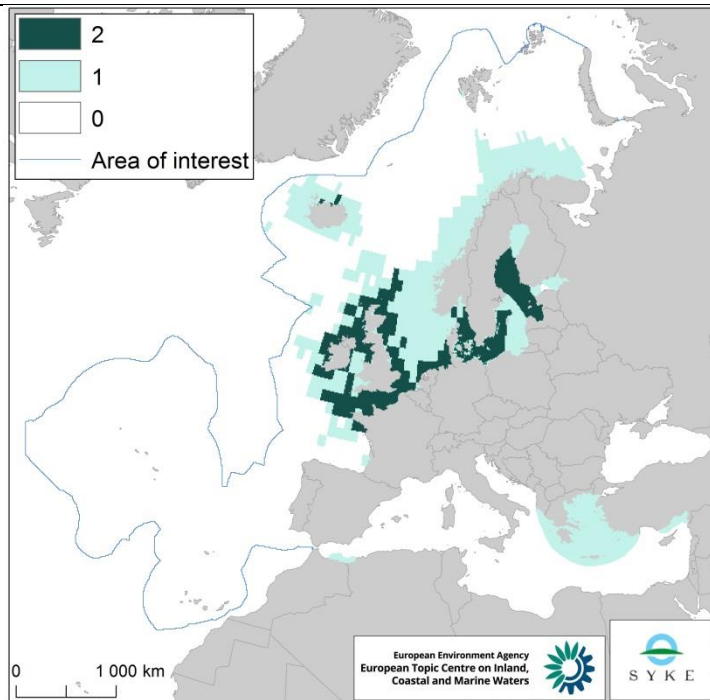 2
1
0
Area of interest
0 1 000 km
European Environment Agency
European Topic Centre on Inland,
Coastal and Marine Waters
SYKE